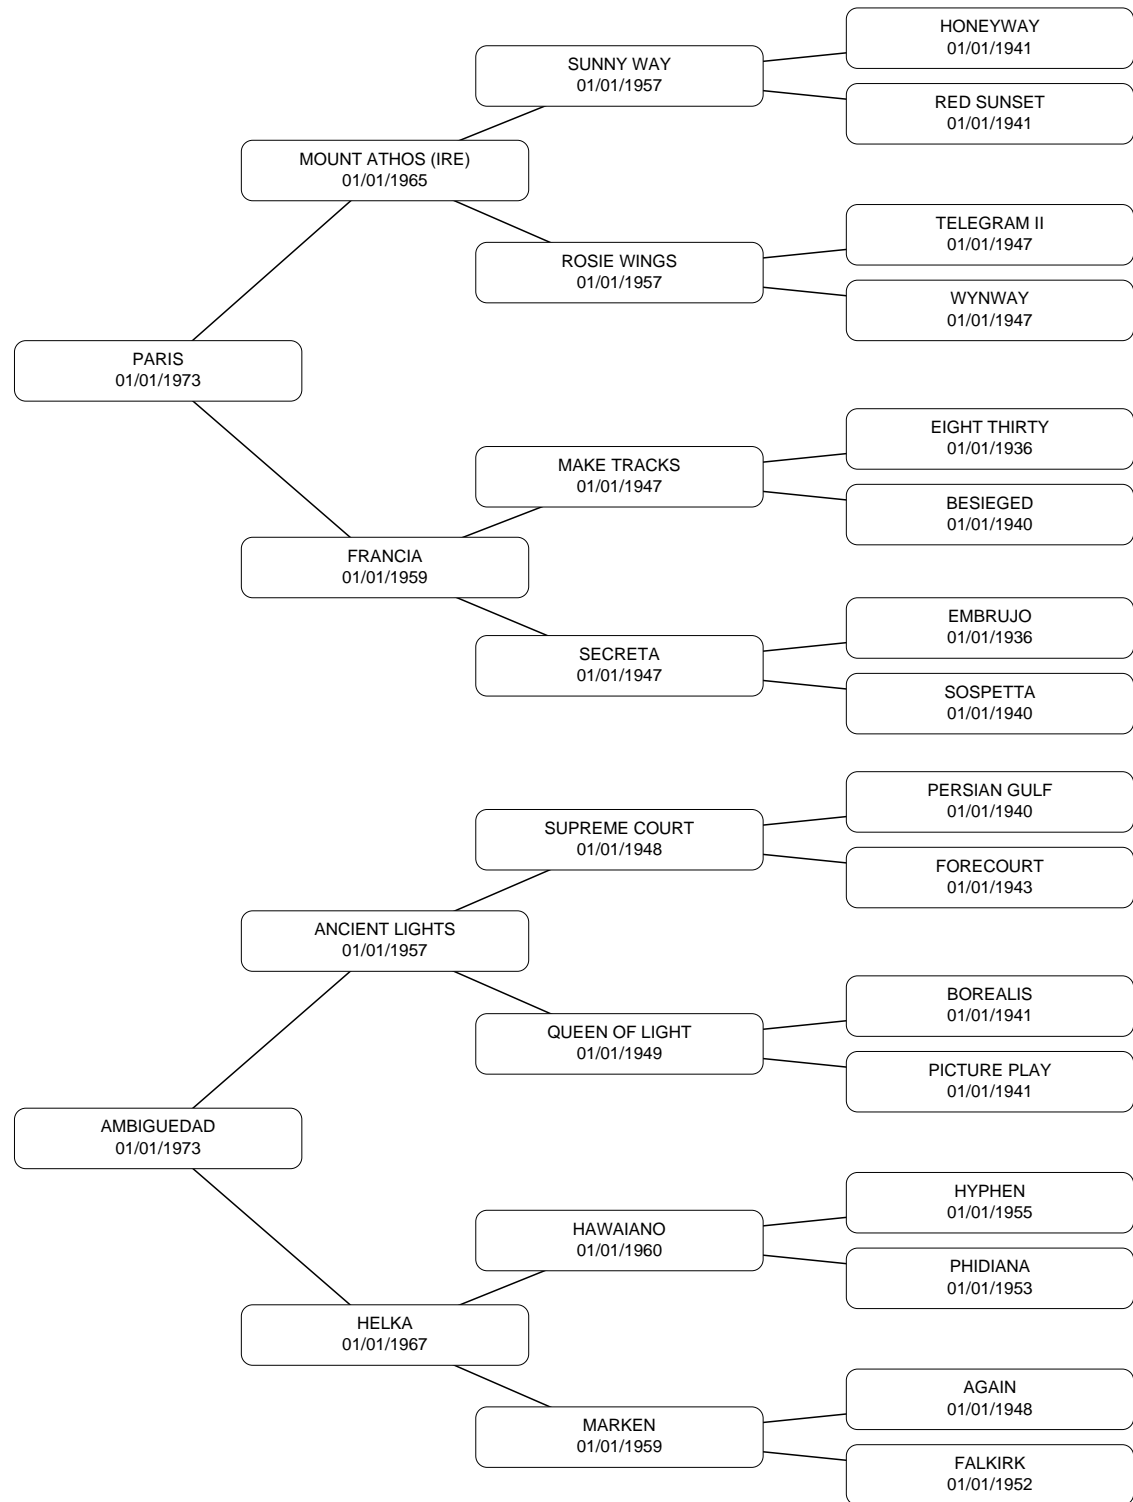 HONEYWAY
01/01/1941
SUNNY WAY
01/01/1957
RED SUNSET
01/01/1941
MOUNT ATHOS (IRE)
01/01/1965
TELEGRAM II
01/01/1947
ROSIE WINGS
01/01/1957
WYNWAY
01/01/1947
PARIS
01/01/1973
EIGHT THIRTY
01/01/1936
MAKE TRACKS
01/01/1947
BESIEGED
01/01/1940
FRANCIA
01/01/1959
EMBRUJO
01/01/1936
SECRETA
01/01/1947
SOSPETTA
01/01/1940
PERSIAN GULF
01/01/1940
SUPREME COURT
01/01/1948
FORECOURT
01/01/1943
ANCIENT LIGHTS
01/01/1957
BOREALIS
01/01/1941
QUEEN OF LIGHT
01/01/1949
PICTURE PLAY
01/01/1941
AMBIGUEDAD
01/01/1973
HYPHEN
01/01/1955
HAWAIANO
01/01/1960
PHIDIANA
01/01/1953
HELKA
01/01/1967
AGAIN
01/01/1948
MARKEN
01/01/1959
FALKIRK
01/01/1952